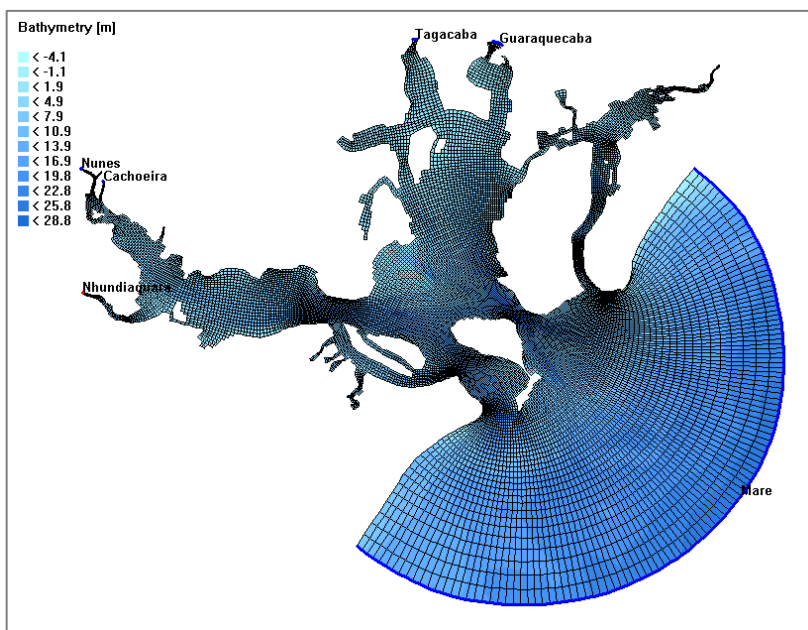 Bathymetry [m]
< -4.1
< -1.1
< 1.9
< 4.9
< 7.9
< 10.9
< 13.9
< 16.9
< 19.8
< 22.8
< 25.8
< 28.8
Tagacaba
Guaraquecaba
Nunes
Cachoeira
Nhundiaquara
Mare